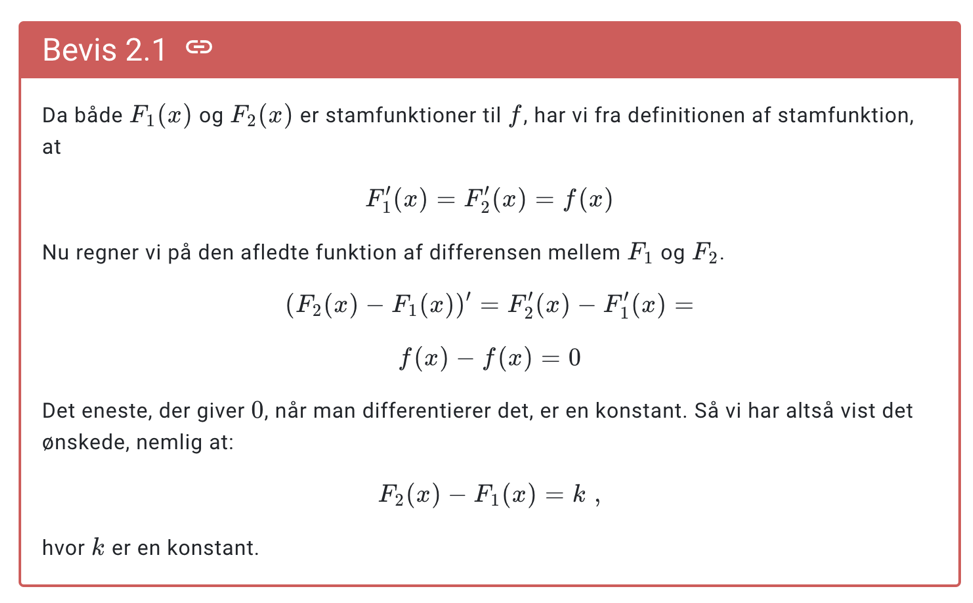 Bevis 2.1
Da både F₁(x) og F₂(x) er stamfunktioner til f, har vi fra definitionen af stamfunktion,
at
F₁′(x) = F₂′(x) = f(x)
Nu regner vi på den afledte funktion af differensen mellem F₁ og F₂.
(F₂(x) − F₁(x))′ = F₂′(x) − F₁′(x) =
f(x) − f(x) = 0
Det eneste, der giver 0, når man differentierer det, er en konstant. Så vi har altså vist det
ønskede, nemlig at:
F₂(x) − F₁(x) = k ,
hvor k er en konstant.